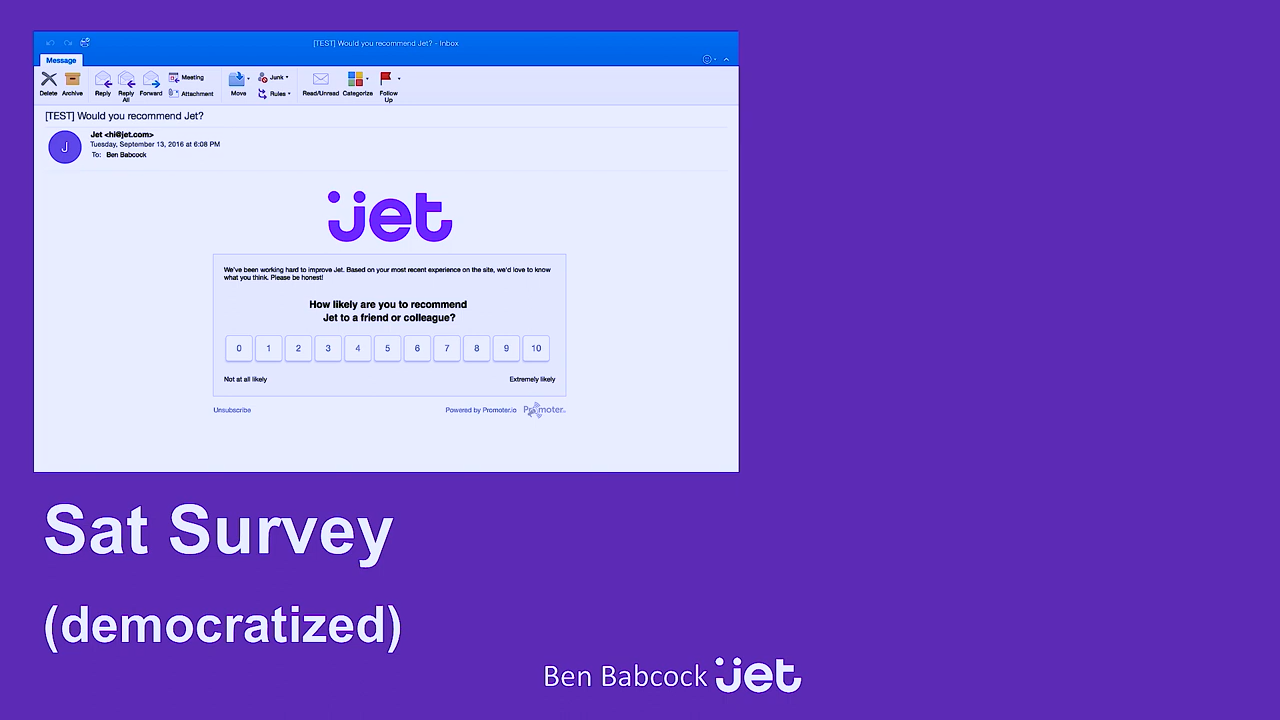 [TEST] Would you recommend Jet? - Inbox
Message
Delete Archive Reply Reply All Forward Meeting Attachment Move Junk Rules Read/Unread Categorize Follow Up
[TEST] Would you recommend Jet?
J
Jet <hi@jet.com>
Tuesday, September 13, 2016 at 6:08 PM
To: Ben Babcock
jet
We've been working hard to improve Jet. Based on your most recent experience on the site, we'd love to know
what you think. Please be honest!
How likely are you to recommend
Jet to a friend or colleague?
0 1 2 3 4 5 6 7 8 9 10
Not at all likely Extremely likely
Unsubscribe Powered by Promoter.io Promoter
Sat Survey
(democratized)
Ben Babcock jet